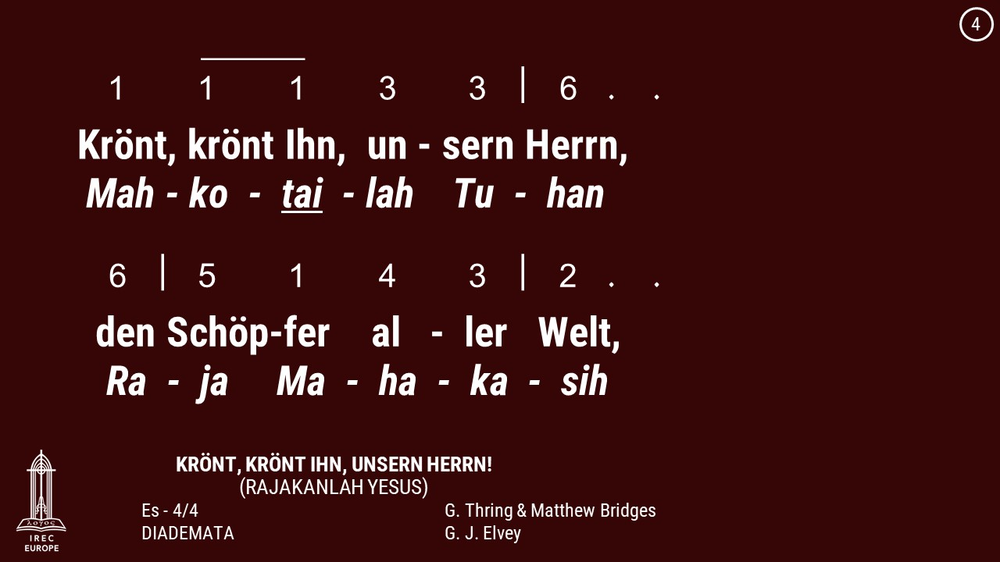 4
1 1 1 3 3 | 6 . .
Krönt, krönt Ihn, un - sern Herrn,
Mah - ko - tai - lah Tu - han
6 | 5 1 4 3 | 2 . .
den Schöp-fer al - ler Welt,
Ra - ja Ma - ha - ka - sih
KRÖNT, KRÖNT IHN, UNSERN HERRN!
(RAJAKANLAH YESUS)
Es - 4/4 G. Thring & Matthew Bridges
DIADEMATA G. J. Elvey
λογος
IREC
EUROPE